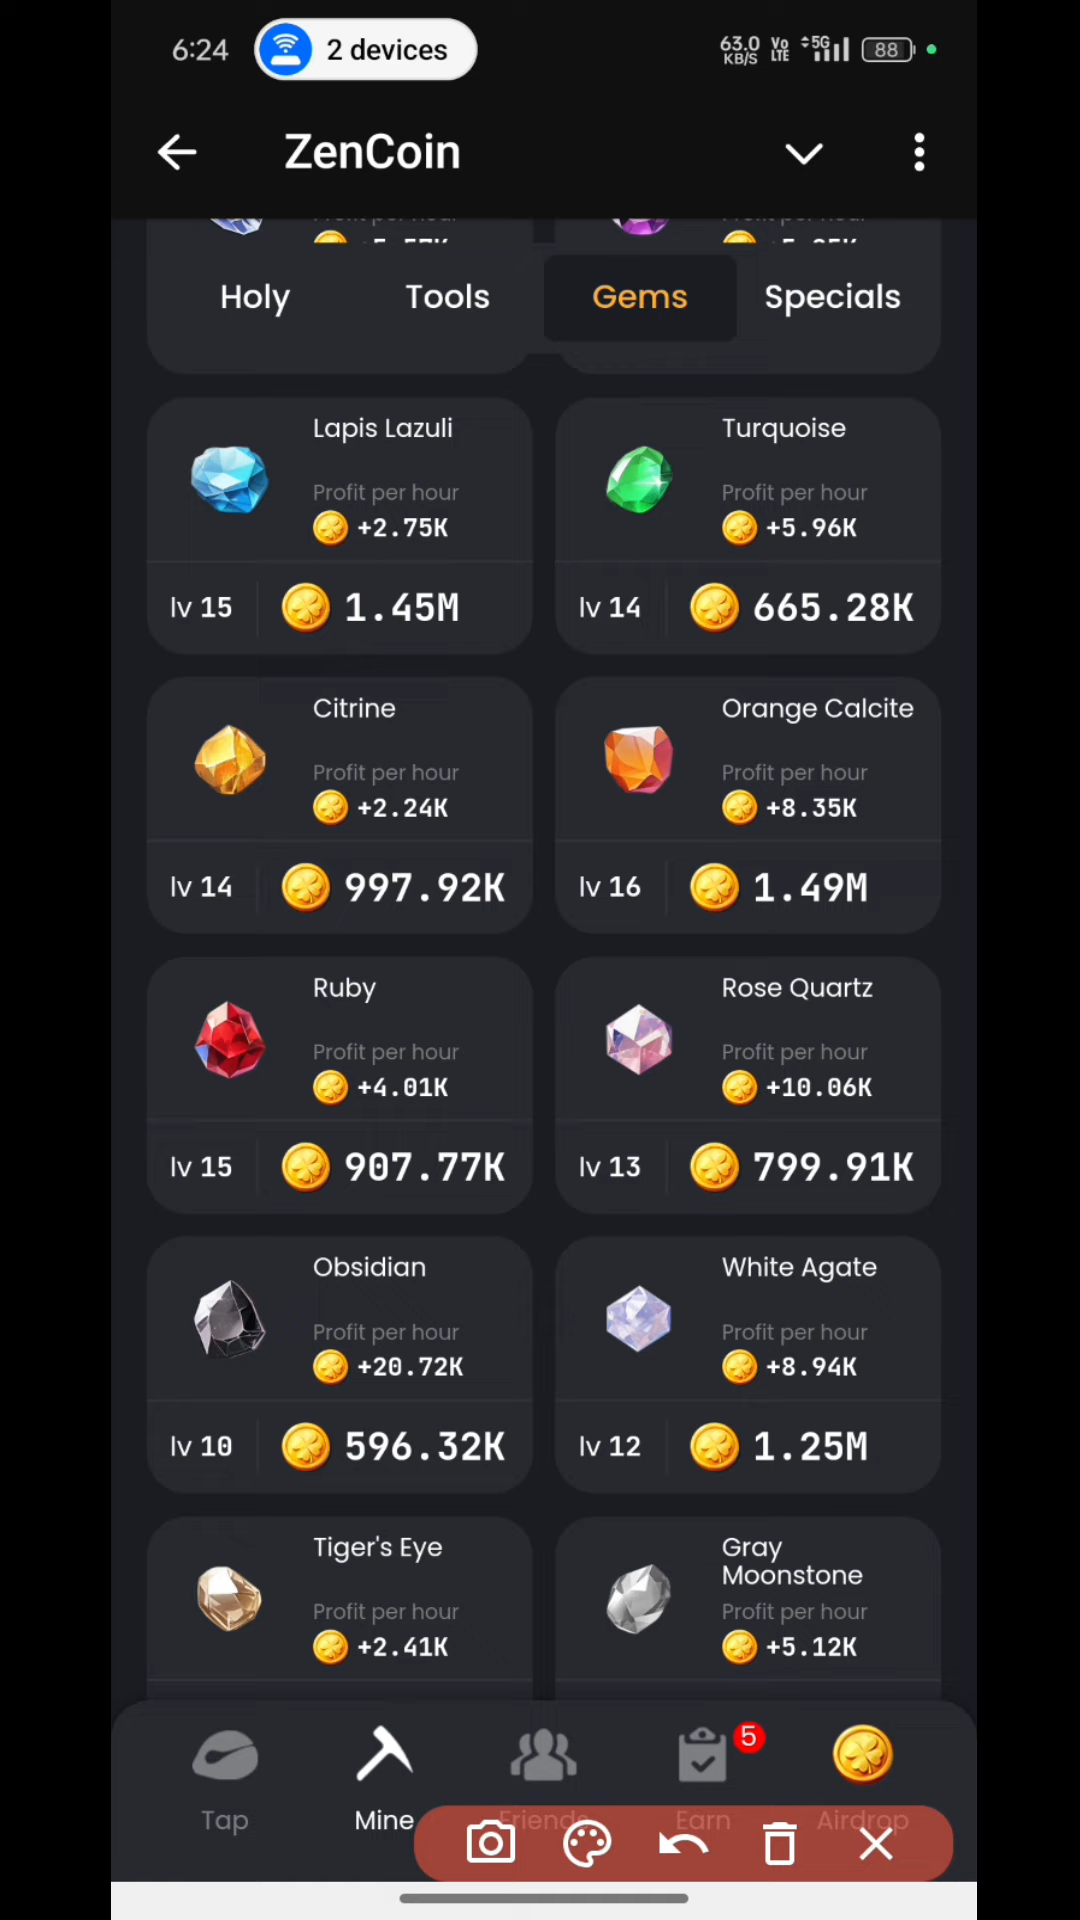 6:24
2 devices
63.0 KB/S
Vo LTE
5G
88
ZenCoin
Holy
Tools
Gems
Specials
Lapis Lazuli
Profit per hour
+2.75K
lv 15
1.45M
Turquoise
Profit per hour
+5.96K
lv 14
665.28K
Citrine
Profit per hour
+2.24K
lv 14
997.92K
Orange Calcite
Profit per hour
+8.35K
lv 16
1.49M
Ruby
Profit per hour
+4.01K
lv 15
907.77K
Rose Quartz
Profit per hour
+10.06K
lv 13
799.91K
Obsidian
Profit per hour
+20.72K
lv 10
596.32K
White Agate
Profit per hour
+8.94K
lv 12
1.25M
Tiger's Eye
Profit per hour
+2.41K
Gray
Moonstone
Profit per hour
+5.12K
Tap
Mine
Friends
5
Earn
Airdrop